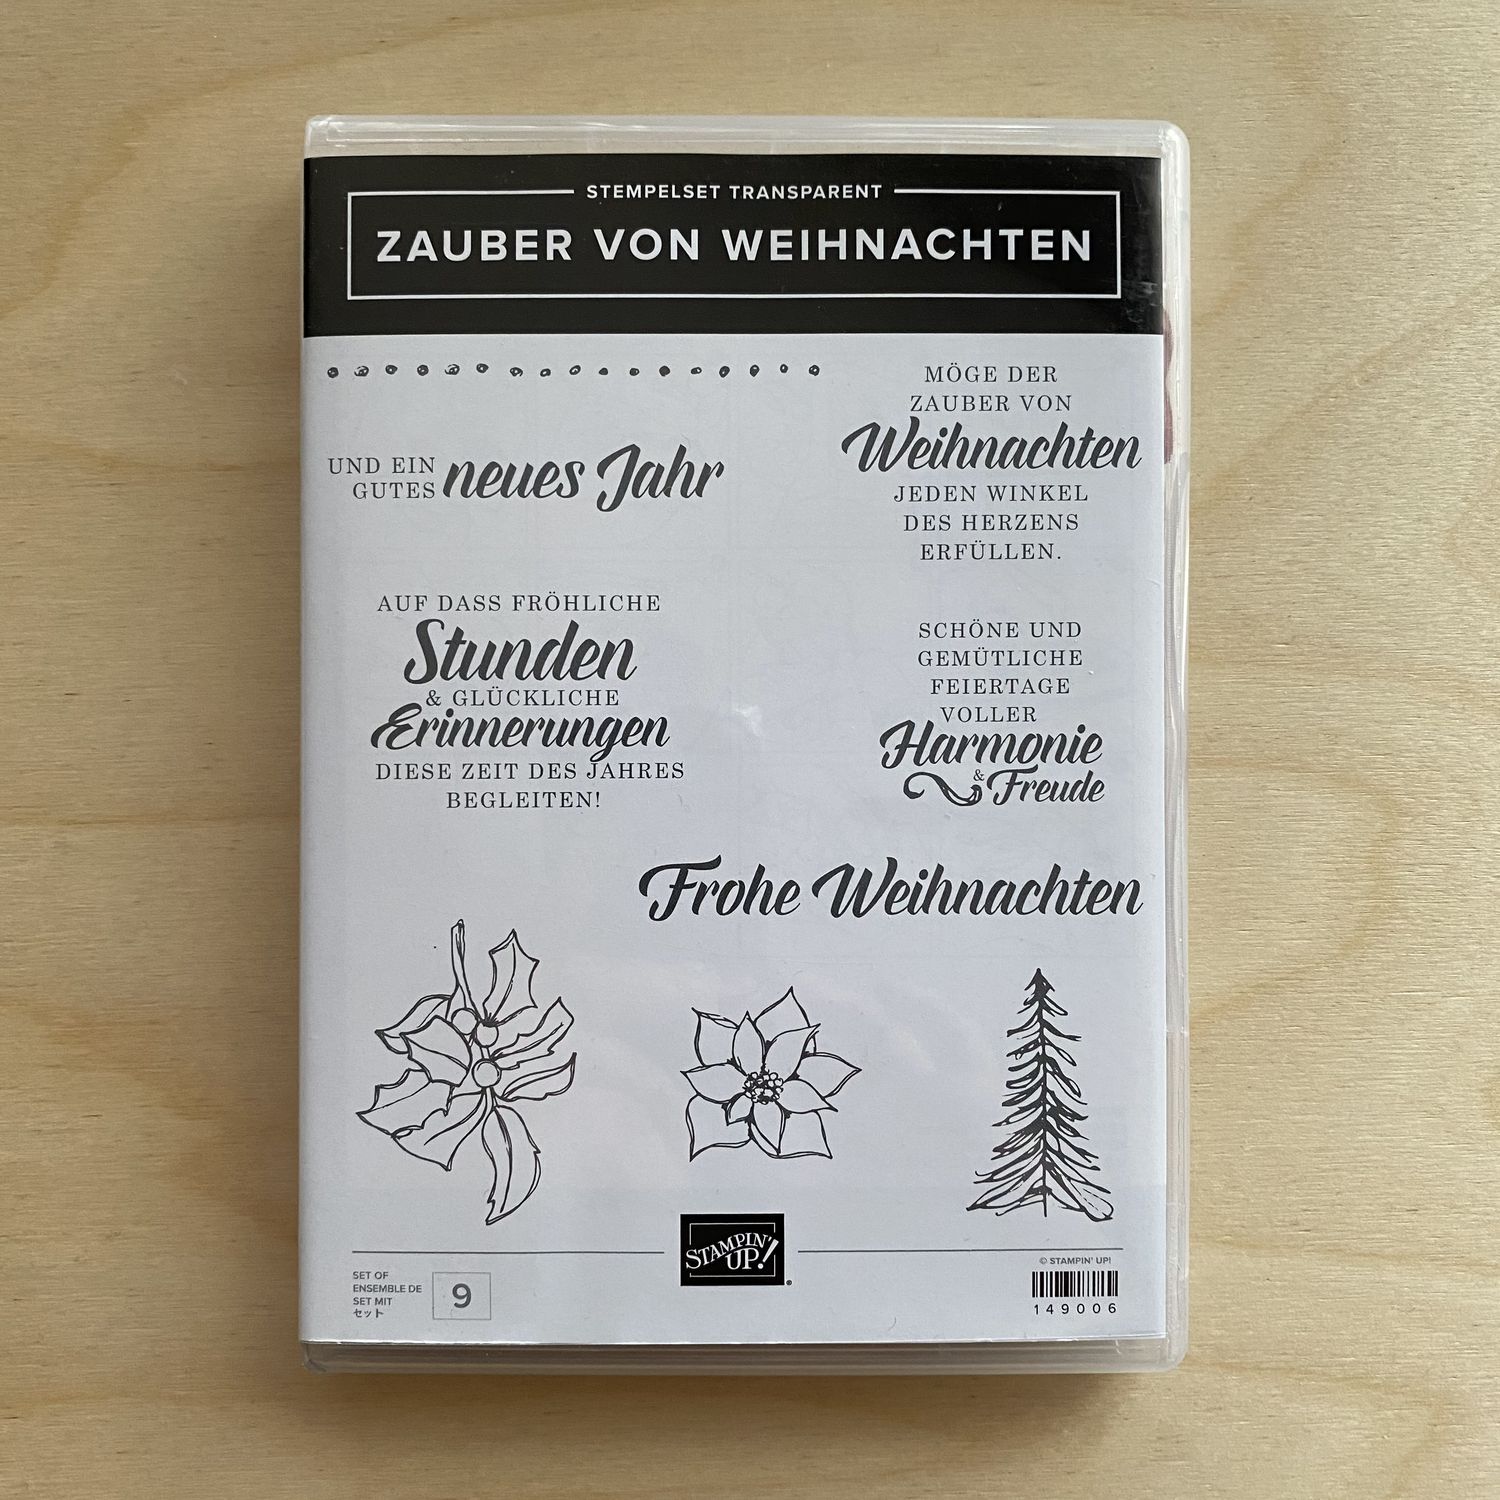 STEMPELSET TRANSPARENT
ZAUBER VON WEIHNACHTEN
UND EIN
GUTES neues Jahr
MÖGE DER
ZAUBER VON
Weihnachten
JEDEN WINKEL
DES HERZENS
ERFÜLLEN.
AUF DASS FRÖHLICHE
Stunden
& GLÜCKLICHE
Erinnerungen
DIESE ZEIT DES JAHRES
BEGLEITEN!
SCHÖNE UND
GEMÜTLICHE
FEIERTAGE
VOLLER
Harmonie
& Freude
Frohe Weihnachten
STAMPIN' UP!®
SET OF
ENSEMBLE DE
SET MIT
セット
9
© STAMPIN' UP!
149006